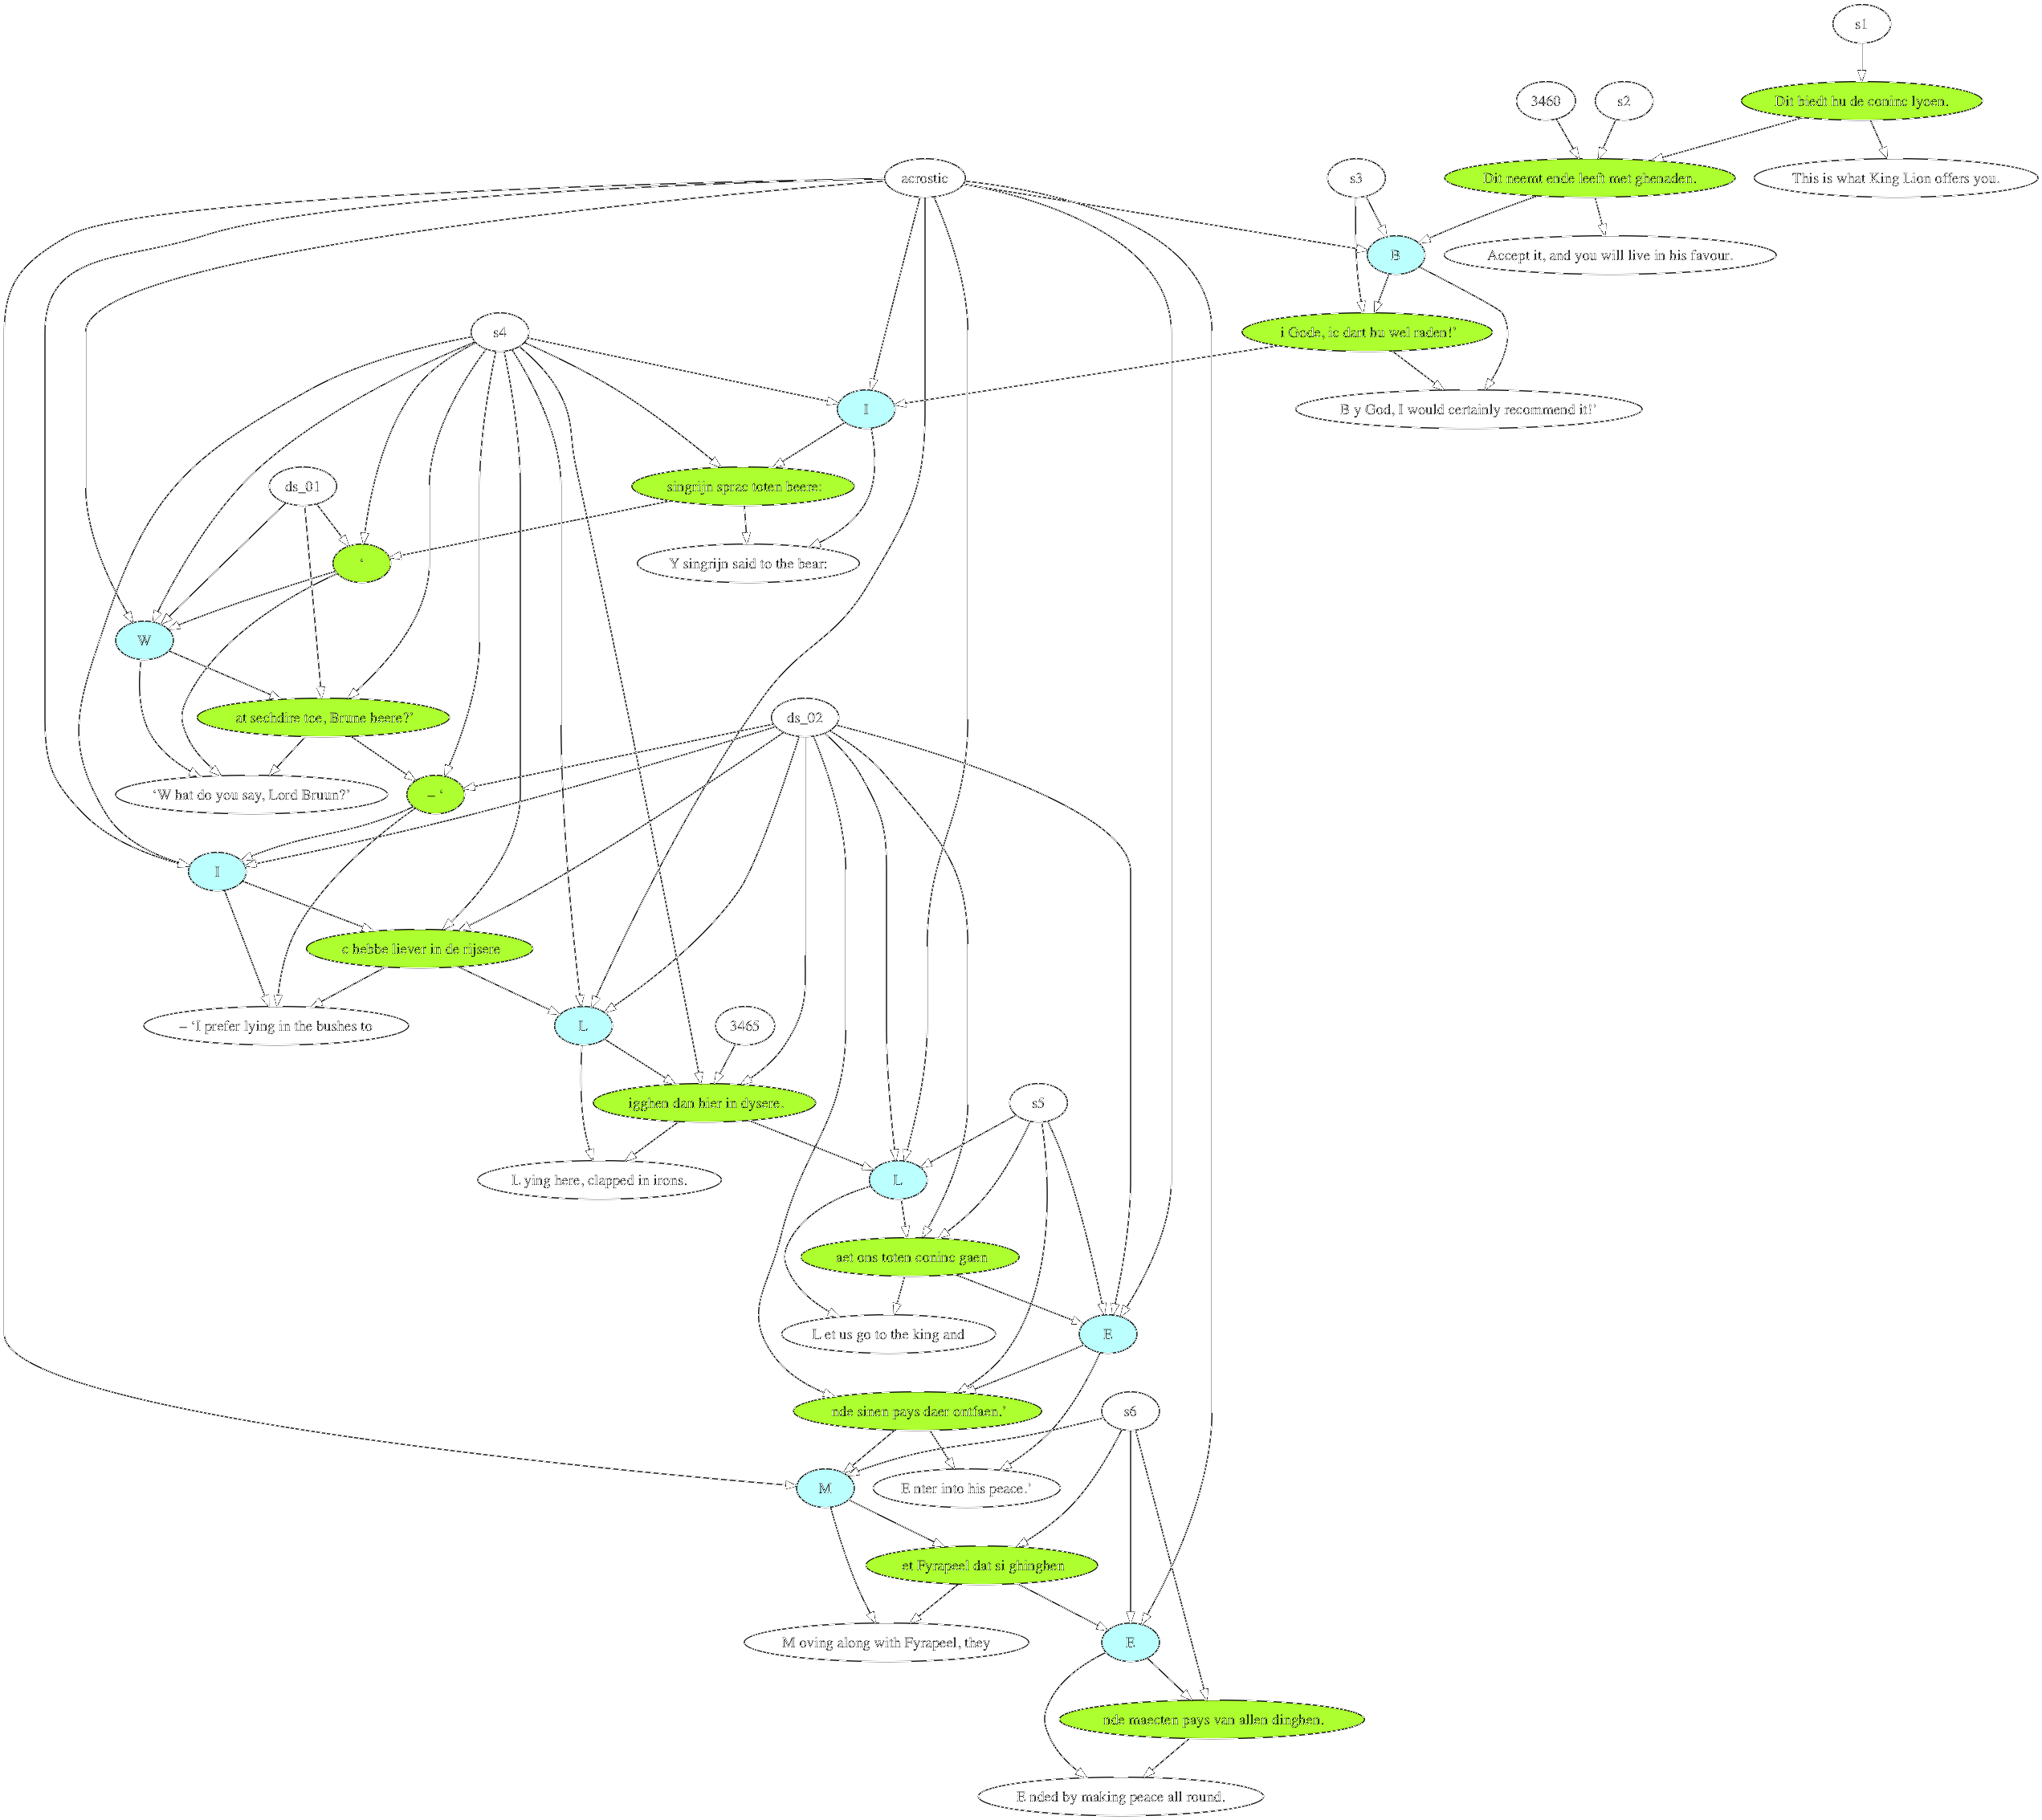 s1
3460
s2
Dit biedt hu de coninc lyoen.
acrostic
s3
Dit neemt ende leeft met ghenaden.
This is what King Lion offers you.
B
Accept it, and you will live in his favour.
s4
i Gode, ic dart hu wel raden!’
I
B y God, I would certainly recommend it!’
ds_01
singrijn sprac toten beere:
‘
Y singrijn said to the bear:
W
at sechdire toe, Brune heere?’
ds_02
‘W hat do you say, Lord Bruun?’
– ‘
I
c hebbe liever in de rijsere
– ‘I prefer lying in the bushes to
L
3465
igghen dan hier in dysere.
s5
L ying here, clapped in irons.
L
aet ons toten coninc gaen
L et us go to the king and
E
nde sinen pays daer ontfaen.’
s6
M
E nter into his peace.’
et Fyrapeel dat si ghinghen
M oving along with Fyrapeel, they
E
nde maecten pays van allen dinghen.
E nded by making peace all round.